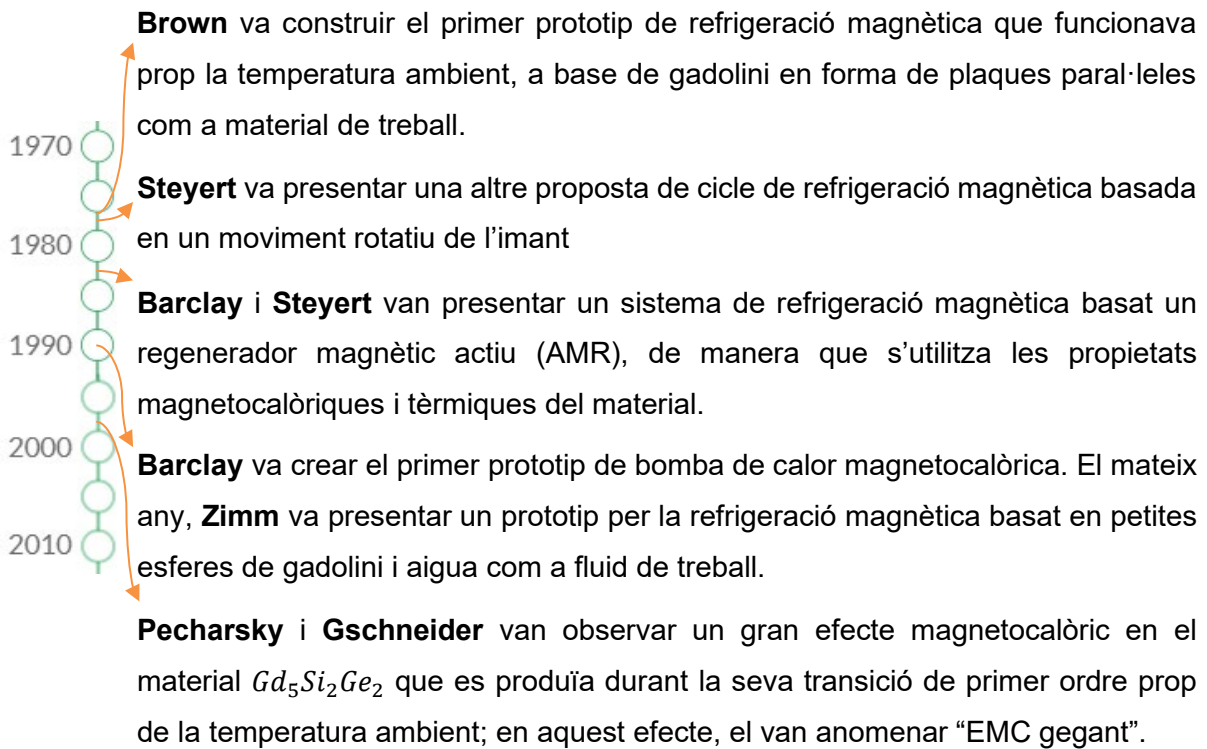 Brown va construir el primer prototip de refrigeració magnètica que funcionava
prop la temperatura ambient, a base de gadolini en forma de plaques paral·leles
com a material de treball.
1970
Steyert va presentar una altre proposta de cicle de refrigeració magnètica basada
en un moviment rotatiu de l’imant
1980
Barclay i Steyert van presentar un sistema de refrigeració magnètica basat un
regenerador magnètic actiu (AMR), de manera que s’utilitza les propietats
magnetocalòriques i tèrmiques del material.
1990
Barclay va crear el primer prototip de bomba de calor magnetocalòrica. El mateix
any, Zimm va presentar un prototip per la refrigeració magnètica basat en petites
esferes de gadolini i aigua com a fluid de treball.
2000
2010
Pecharsky i Gschneider van observar un gran efecte magnetocalòric en el
material Gd₅Si₂Ge₂ que es produïa durant la seva transició de primer ordre prop
de la temperatura ambient; en aquest efecte, el van anomenar “EMC gegant”.